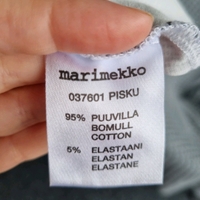 marimekko
037601 PISKU
95% PUUVILLA
BOMULL
COTTON
5% ELASTAANI
ELASTAN
ELASTANE